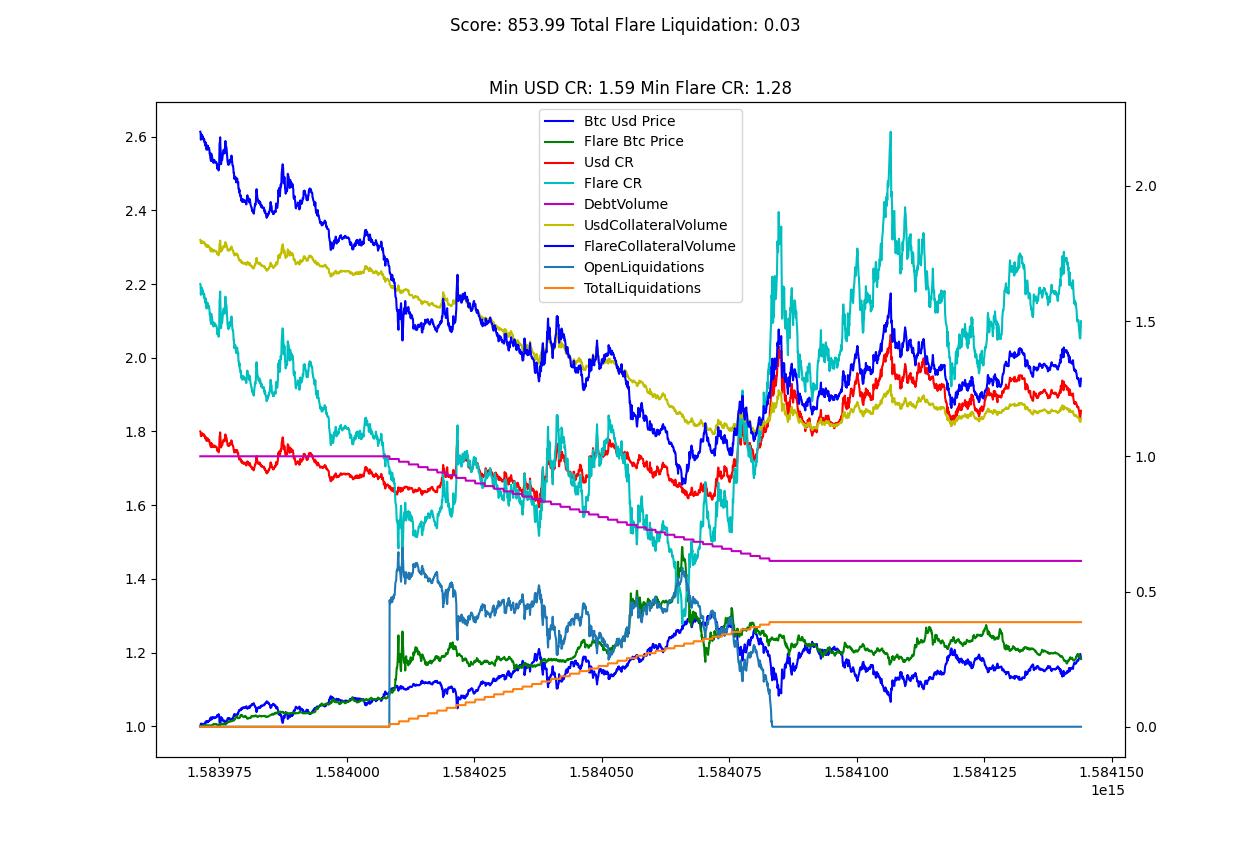 Score: 853.99 Total Flare Liquidation: 0.03
Min USD CR: 1.59 Min Flare CR: 1.28
Btc Usd Price
Flare Btc Price
Usd CR
Flare CR
DebtVolume
UsdCollateralVolume
FlareCollateralVolume
OpenLiquidations
TotalLiquidations
2.6
2.4
2.2
2.0
1.8
1.6
1.4
1.2
1.0
2.0
1.5
1.0
0.5
0.0
1.583975 1.584000 1.584025 1.584050 1.584075 1.584100 1.584125 1.584150
1e15